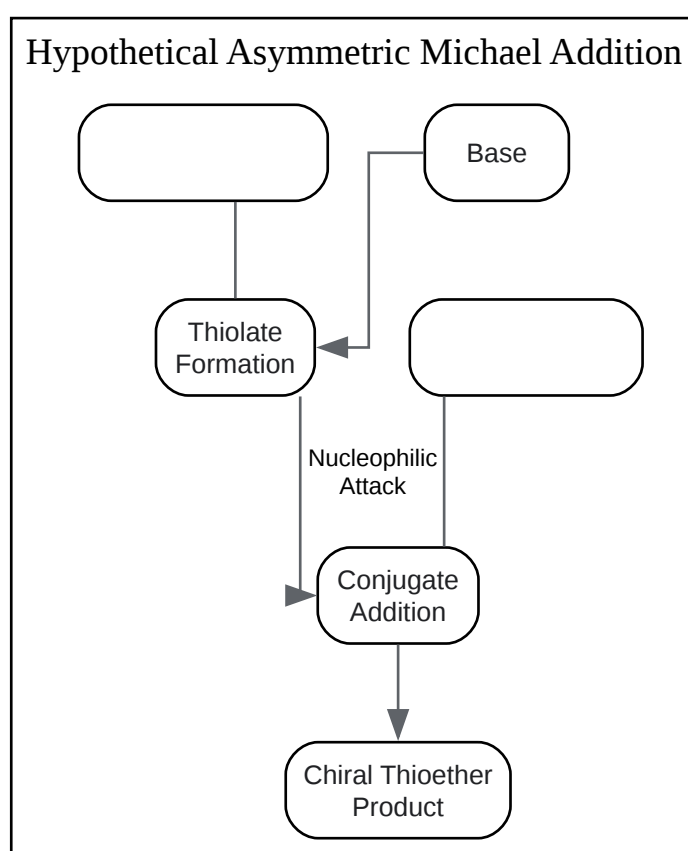 Hypothetical Asymmetric Michael Addition
Base
Thiolate
Formation
Nucleophilic
Attack
Conjugate
Addition
Chiral Thioether
Product